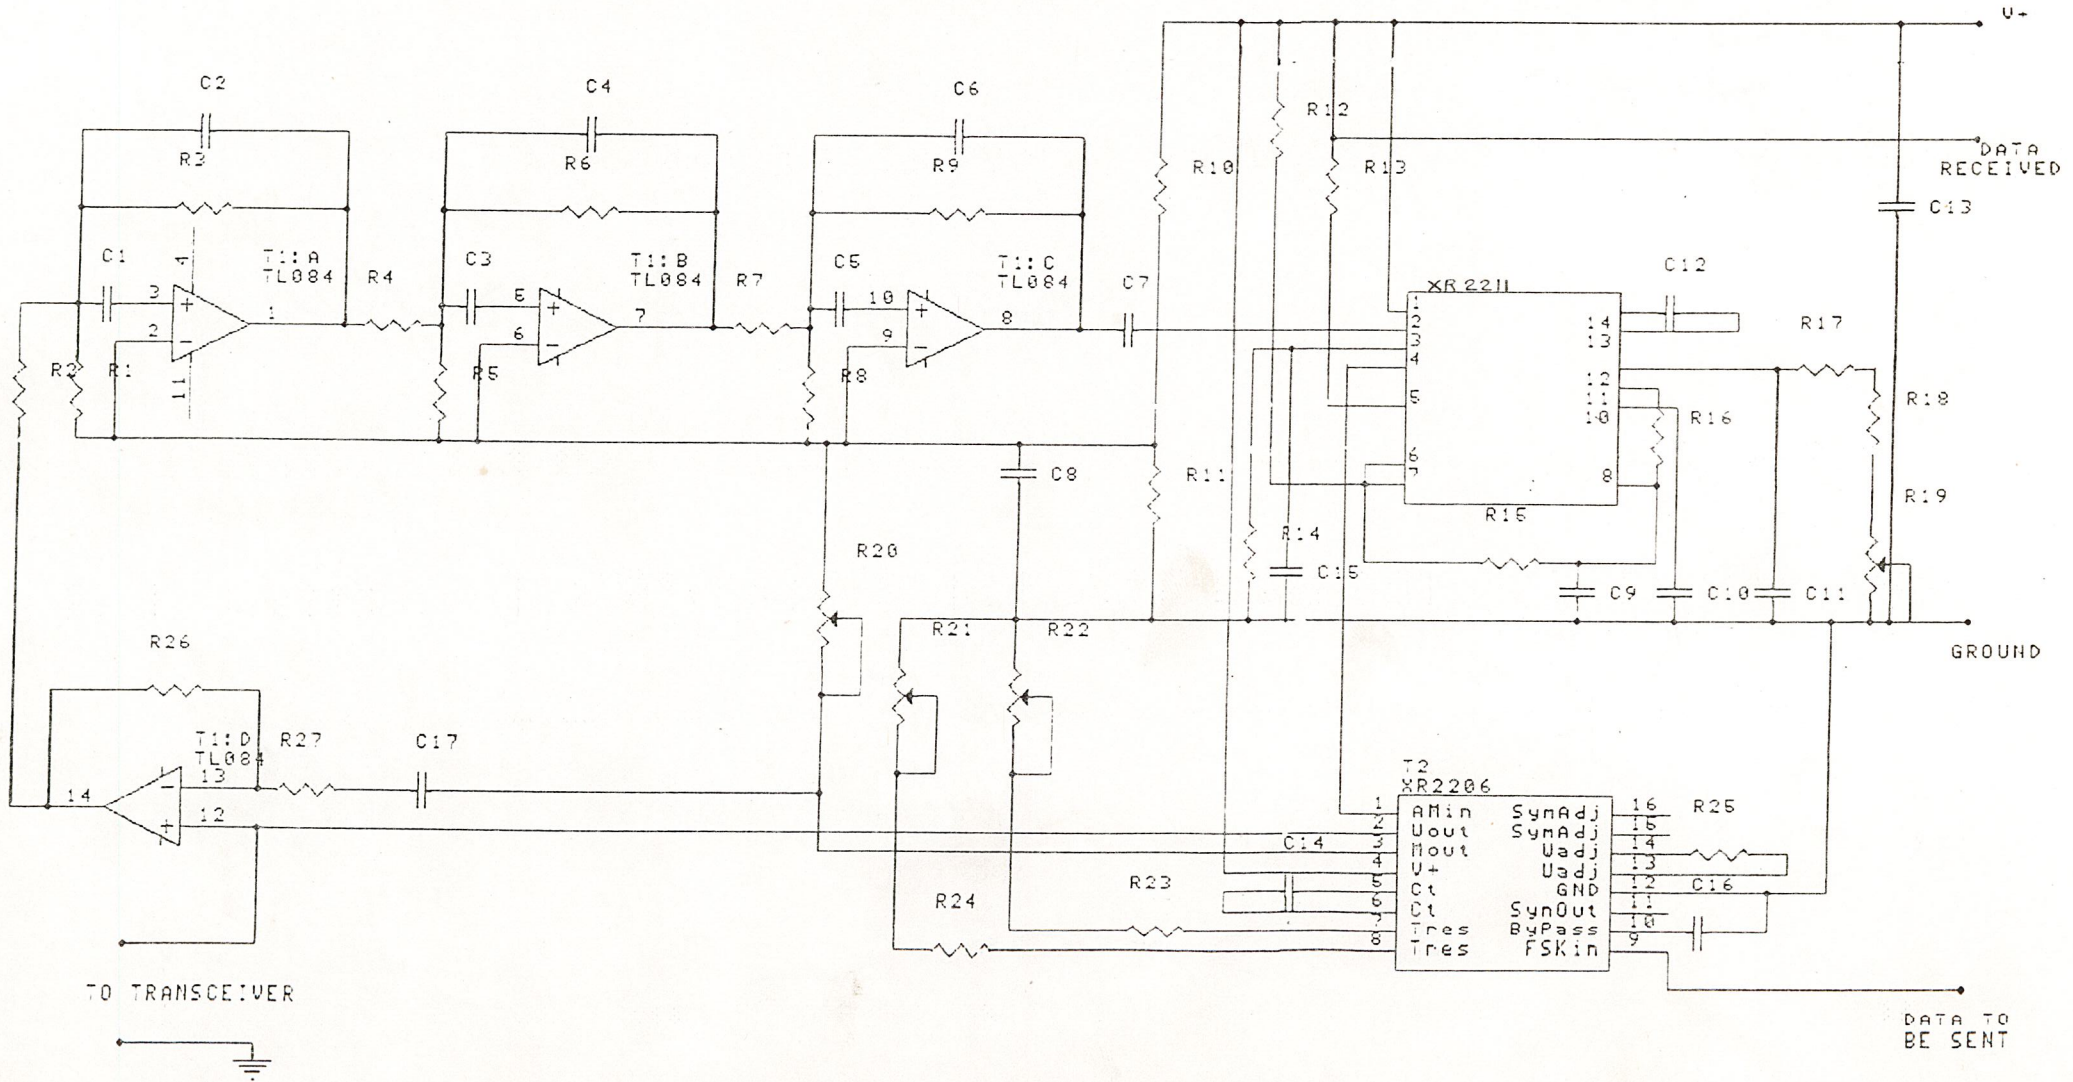 V+
C2
C4
C6
R3
R6
R9
R12
R10
R13
DATA
RECEIVED
C13
C1
4
T1:A
TL084
R4
C3
T1:B
TL084
R7
C5
T1:C
TL084
C7
3
1
2
11
R2
R1
5
7
6
R5
10
8
9
R8
XR2211
C12
1
2
3
4
5
6
7
14
13
12
11
10
8
R17
R18
R16
R19
C8
R11
R15
R14
C15
C9
C10
C11
R20
R21
R22
GROUND
R26
T1:D
TL084
R27
C17
13
14
12
T2
XR2206
1 AMin SymAdj 16
2 Uout SymAdj 15
3 Mout Uadj 14
4 V+ Uadj 13
5 Ct GND 12
6 Ct SynOut 11
7 Tres ByPass 10
8 Tres FSKin 9
R25
C14
C16
R23
R24
TO TRANSCEIVER
DATA TO
BE SENT